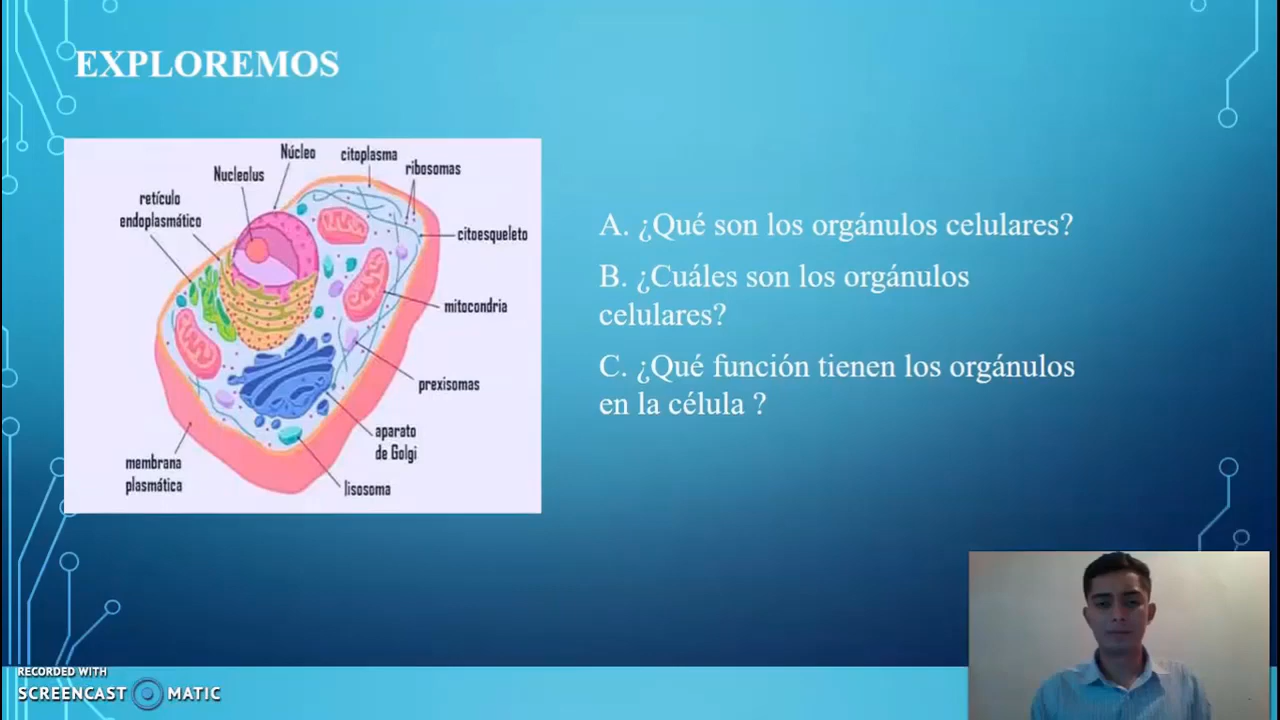 EXPLOREMOS
Núcleo
citoplasma
Nucleolus
ribosomas
retículo
endoplasmático
citoesqueleto
mitocondria
prexisomas
aparato
de Golgi
membrana
plasmática
lisosoma
A. ¿Qué son los orgánulos celulares?
B. ¿Cuáles son los orgánulos
celulares?
C. ¿Qué función tienen los orgánulos
en la célula ?
RECORDED WITH
SCREENCAST MATIC